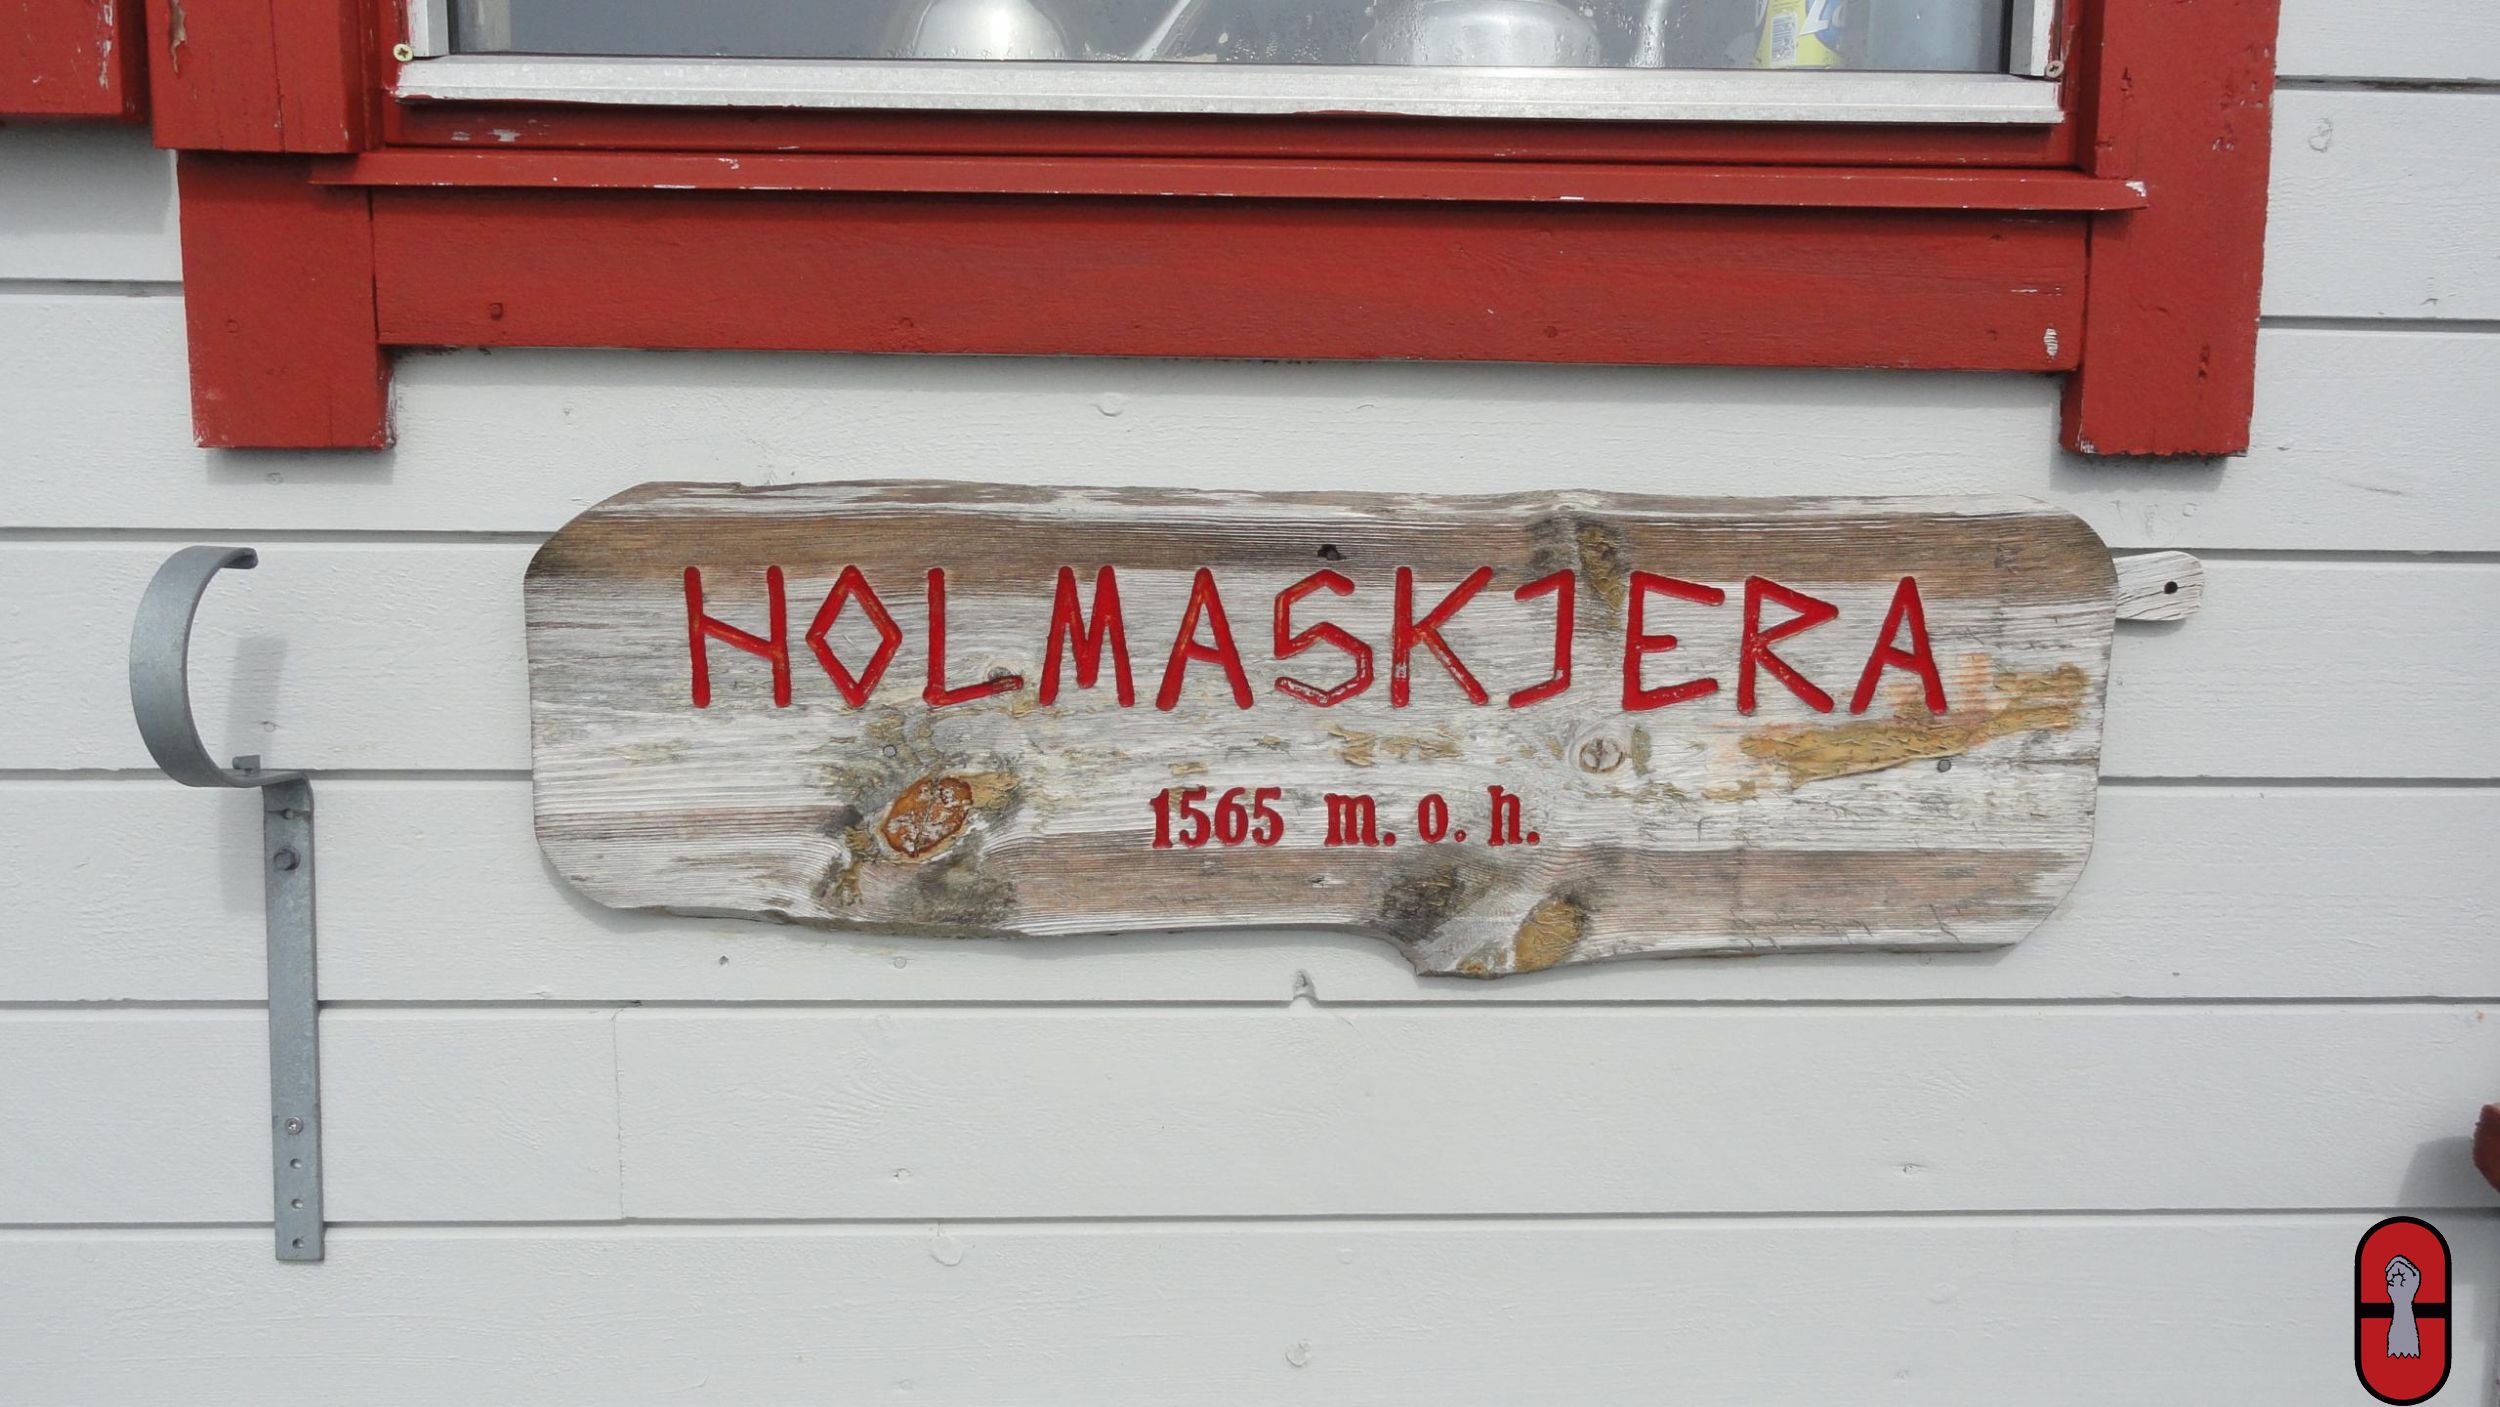 HOLMASKJERA
1565 m. o. h.